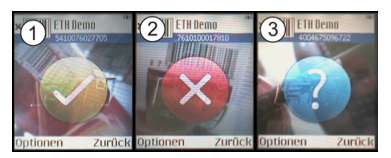 1
ETH Demo
5410076027705
Optionen Zurück
2
ETH Demo
7610100017810
Optionen Zurück
3
ETH Demo
4004675096722
Optionen Zurück